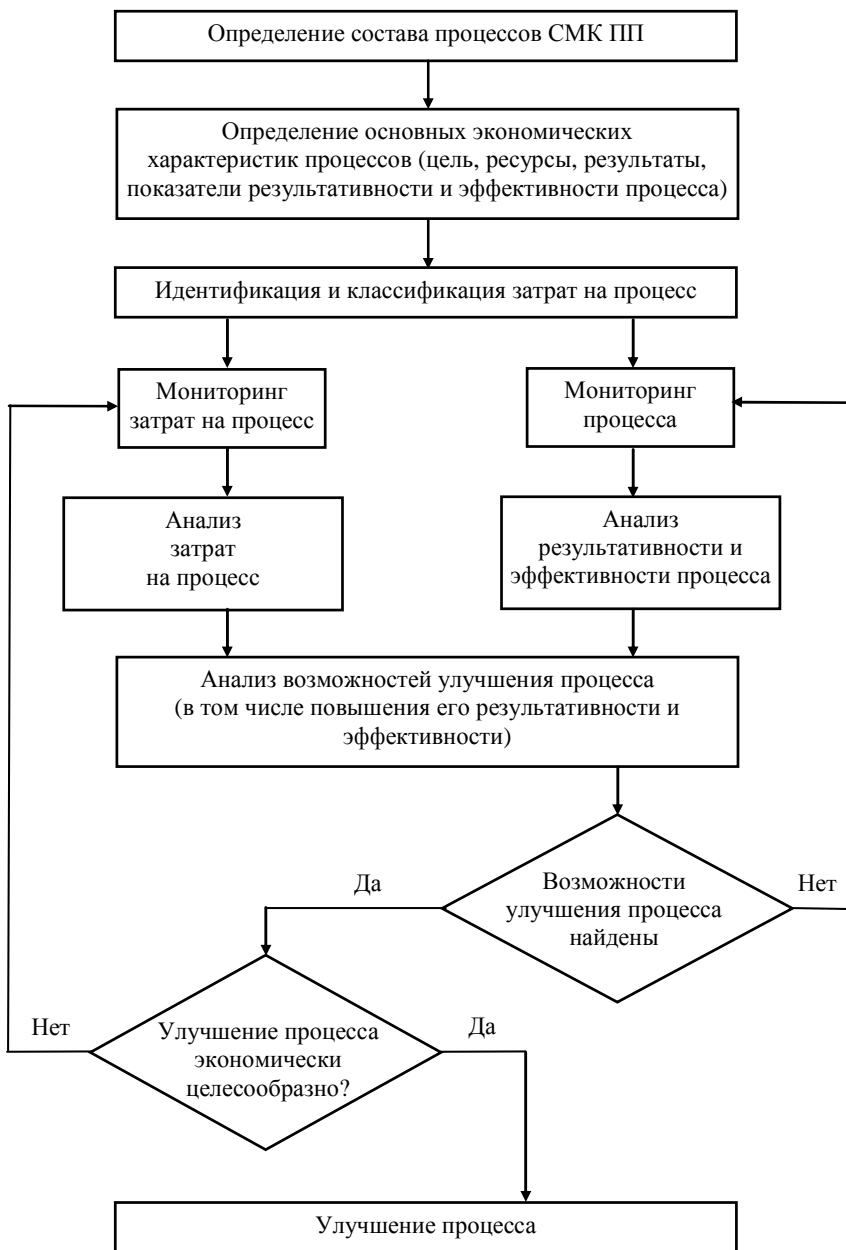 Определение состава процессов СМК ПП
Определение основных экономических
характеристик процессов (цель, ресурсы, результаты,
показатели результативности и эффективности процесса)
Идентификация и классификация затрат на процесс
Мониторинг
затрат на процесс
Мониторинг
процесса
Анализ
затрат
на процесс
Анализ
результативности и
эффективности процесса
Анализ возможностей улучшения процесса
(в том числе повышения его результативности и
эффективности)
Да
Возможности
улучшения процесса
найдены
Нет
Нет
Улучшение процесса
экономически
целесообразно?
Да
Улучшение процесса